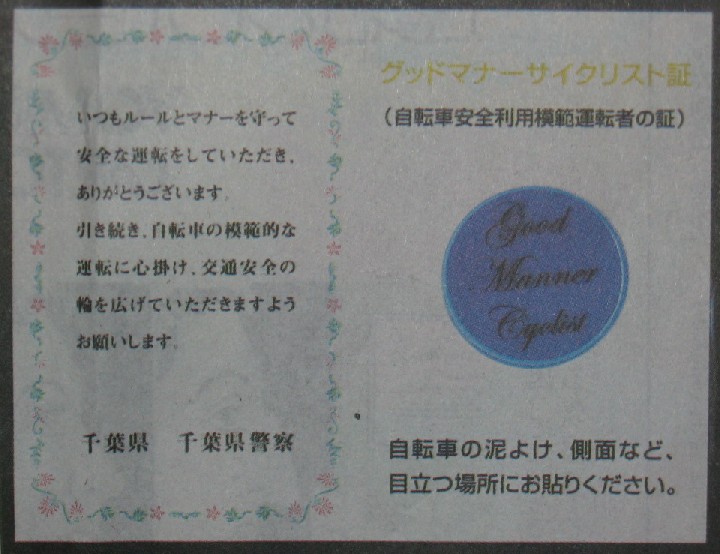 いつもルールとマナーを守って
安全な運転をしていただき、
ありがとうございます。
引き続き、自転車の模範的な
運転に心掛け、交通安全の
輪を広げていただきますよう
お願いします。
千葉県 千葉県警察
グッドマナーサイクリスト証
（自転車安全利用模範運転者の証）
Good
Manner
Cyclist
自転車の泥よけ、側面など、
目立つ場所にお貼りください。